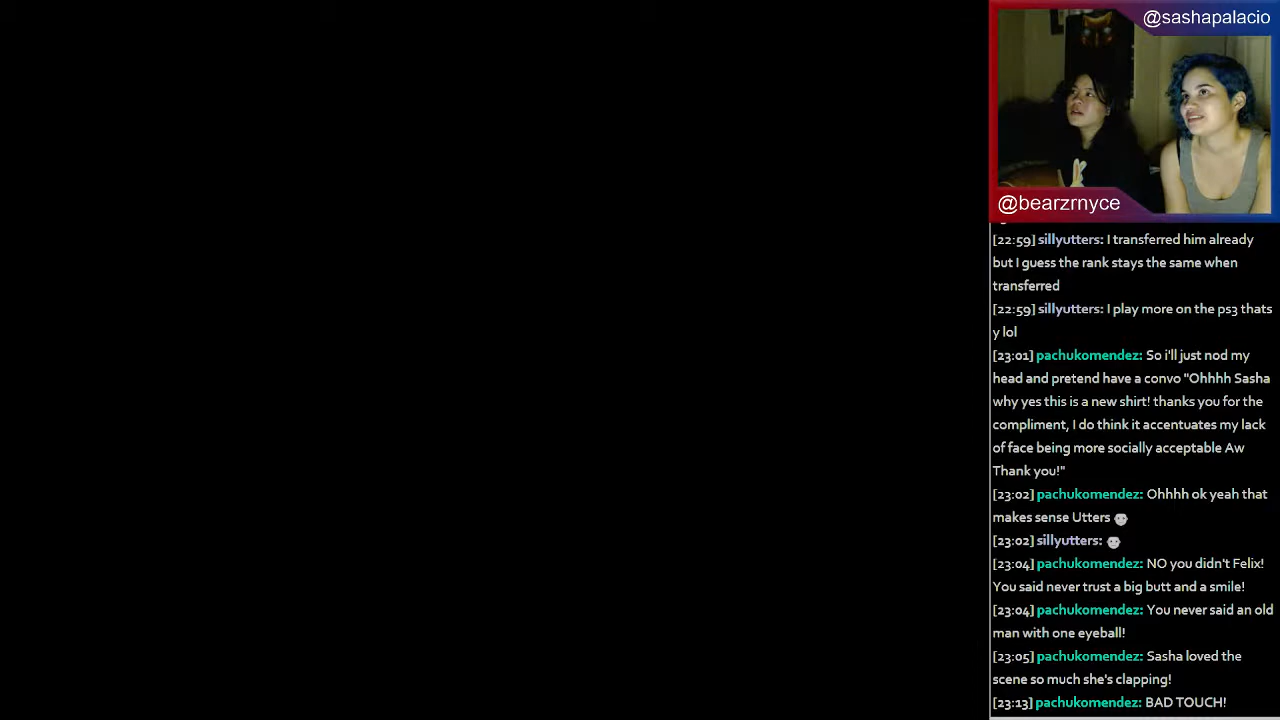 @sashapalacio
@bearzrnyce
[22:59] sillyutters: I transferred him already
but I guess the rank stays the same when
transferred
[22:59] sillyutters: I play more on the ps3 thats
y lol
[23:01] pachukomendez: So i'll just nod my
head and pretend have a convo "Ohhhh Sasha
why yes this is a new shirt! thanks you for the
compliment, I do think it accentuates my lack
of face being more socially acceptable Aw
Thank you!"
[23:02] pachukomendez: Ohhhh ok yeah that
makes sense Utters
[23:02] sillyutters:
[23:04] pachukomendez: NO you didn't Felix!
You said never trust a big butt and a smile!
[23:04] pachukomendez: You never said an old
man with one eyeball!
[23:05] pachukomendez: Sasha loved the
scene so much she's clapping!
[23:13] pachukomendez: BAD TOUCH!